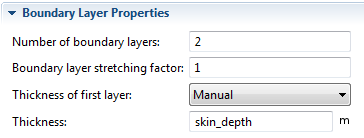 Boundary Layer Properties
Number of boundary layers: 2
Boundary layer stretching factor: 1
Thickness of first layer: Manual
Thickness: skin_depth m